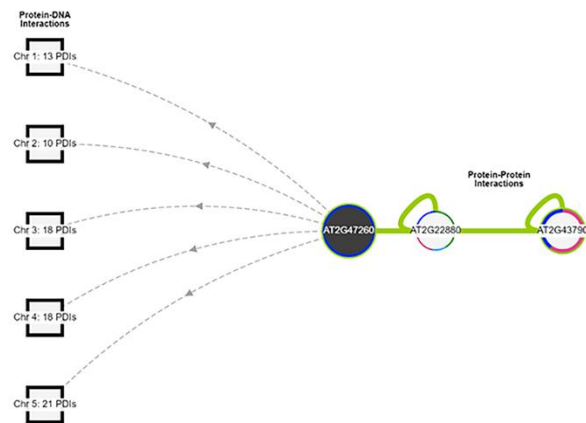 Protein-DNA
Interactions
Chr 1: 13 PDIs
Chr 2: 10 PDIs
Chr 3: 18 PDIs
Chr 4: 18 PDIs
Chr 5: 21 PDIs
Protein-Protein
Interactions
AT2G47260
AT2G22880
AT2G43790